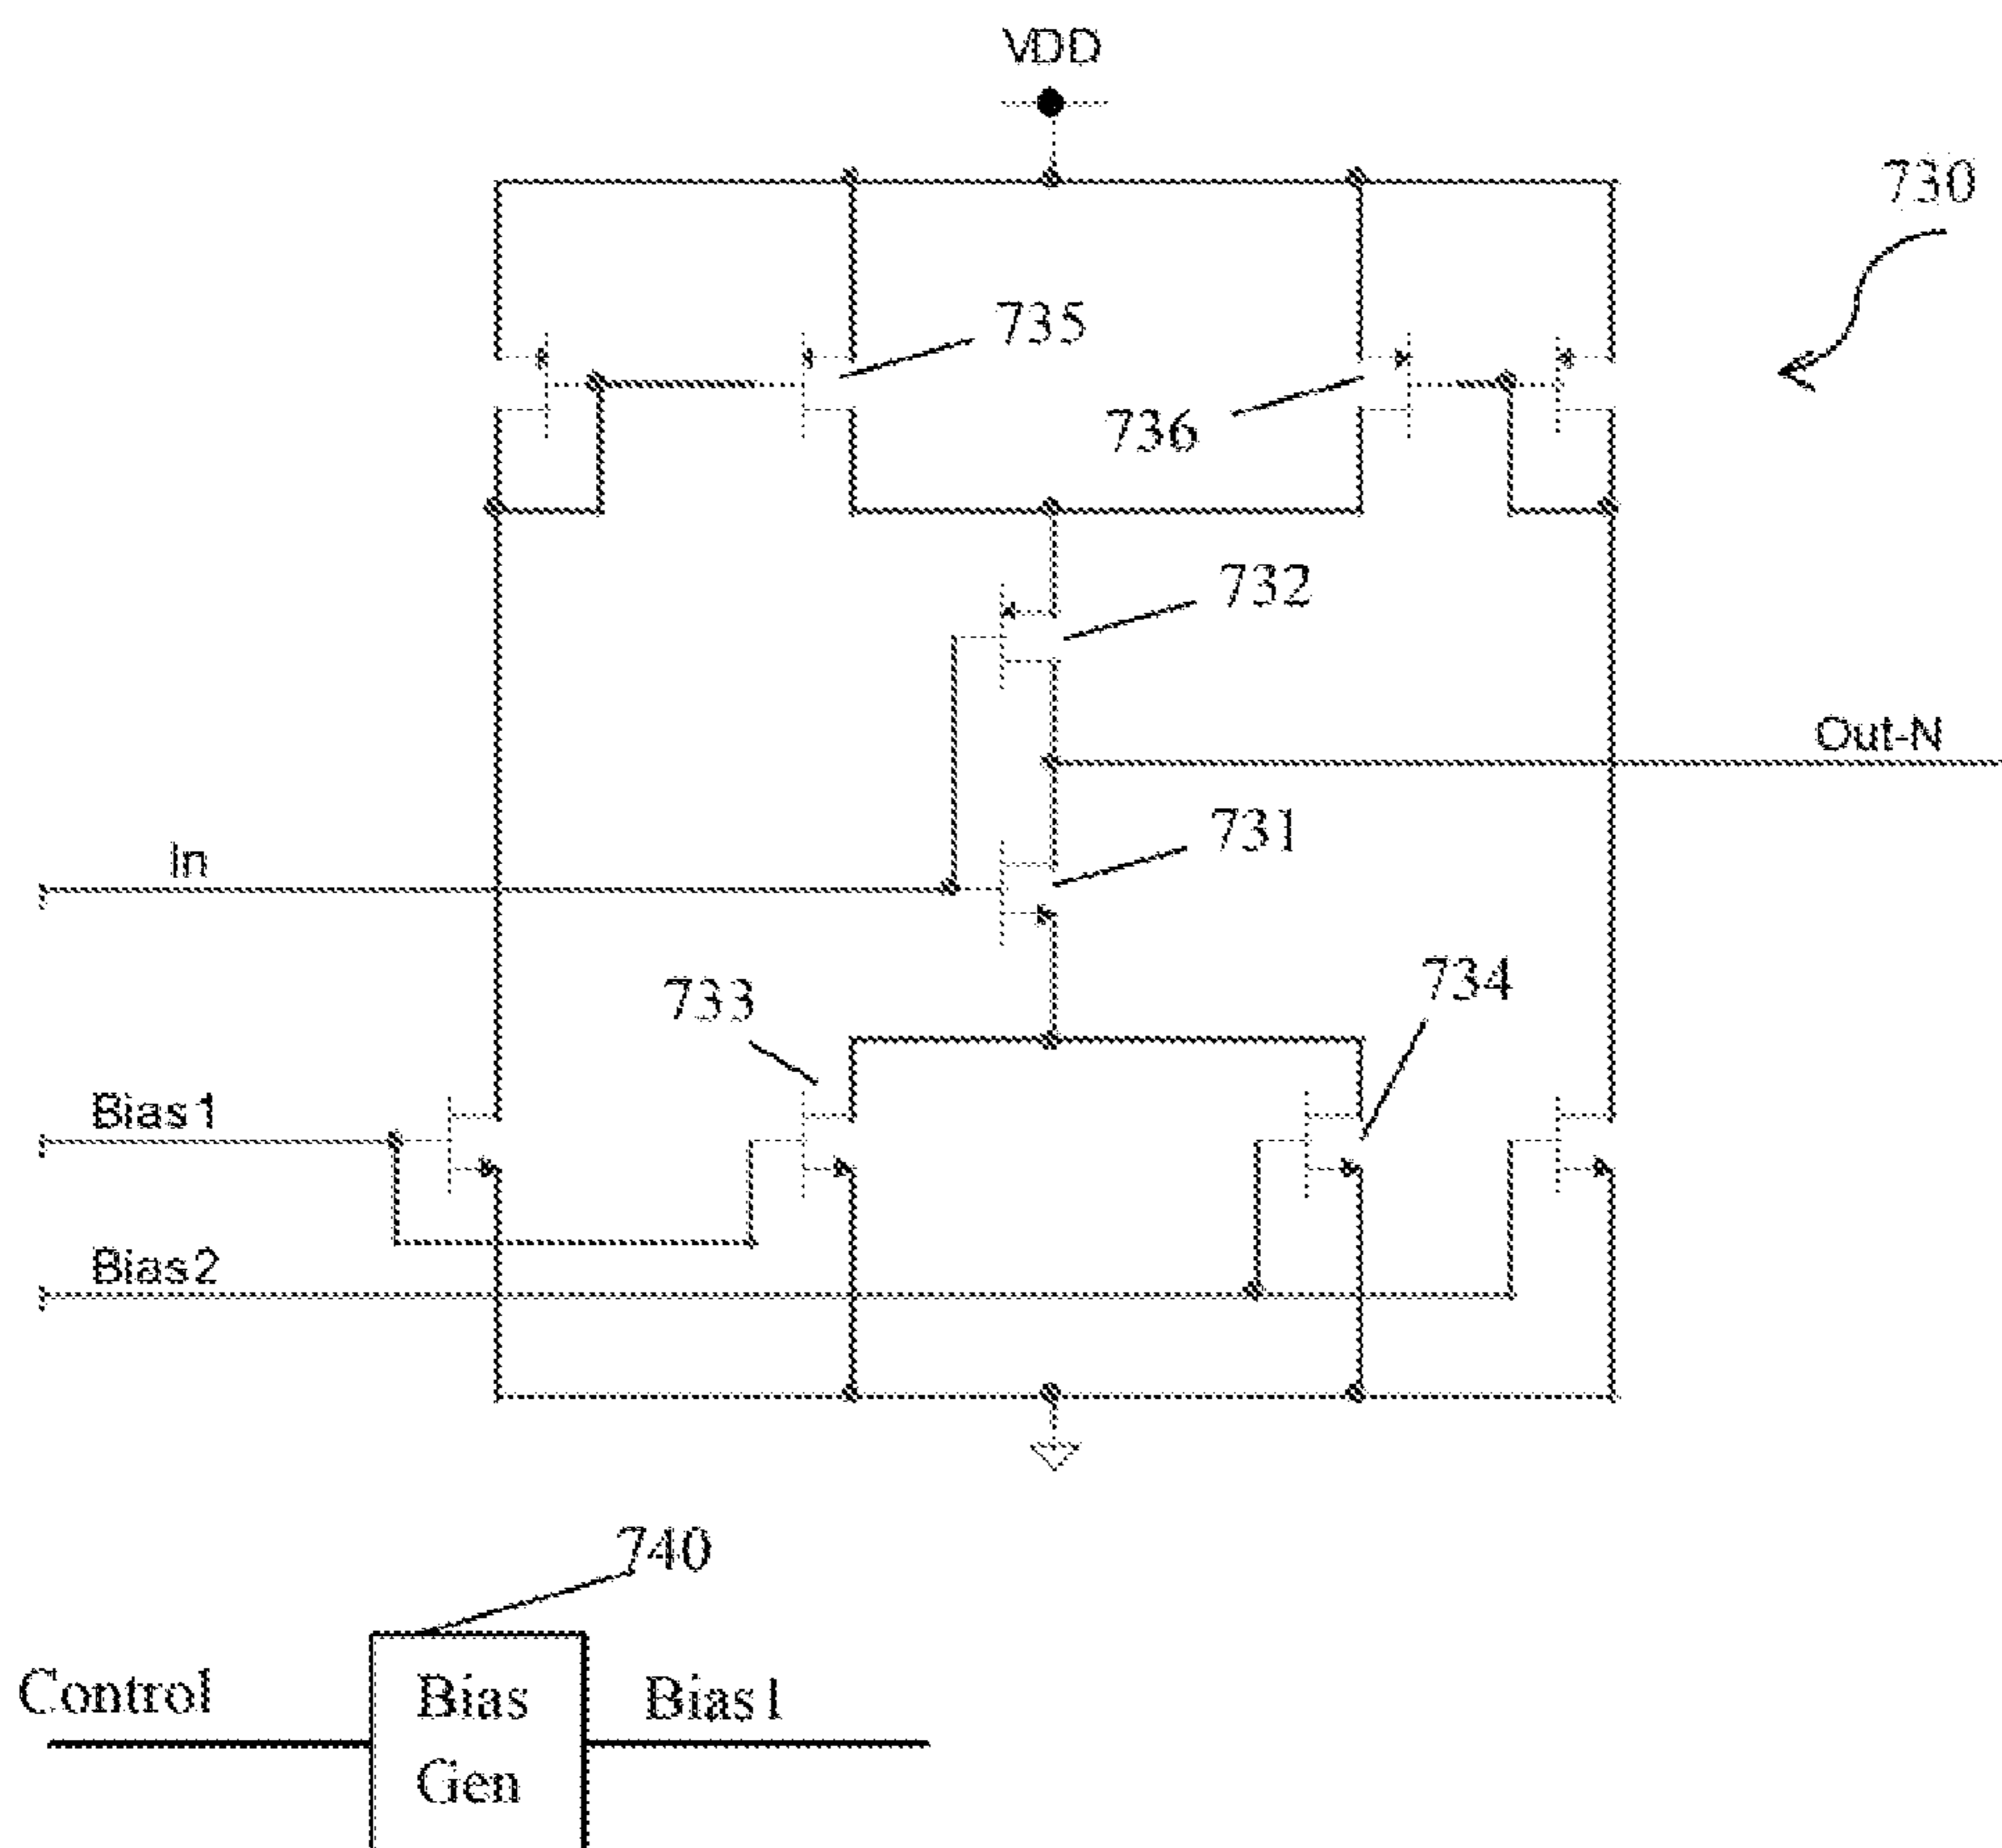 VDD
730
735
736
732
Out-N
731
In
733
734
Bias1
Bias2
740
Control
Bias
Gen
Bias1